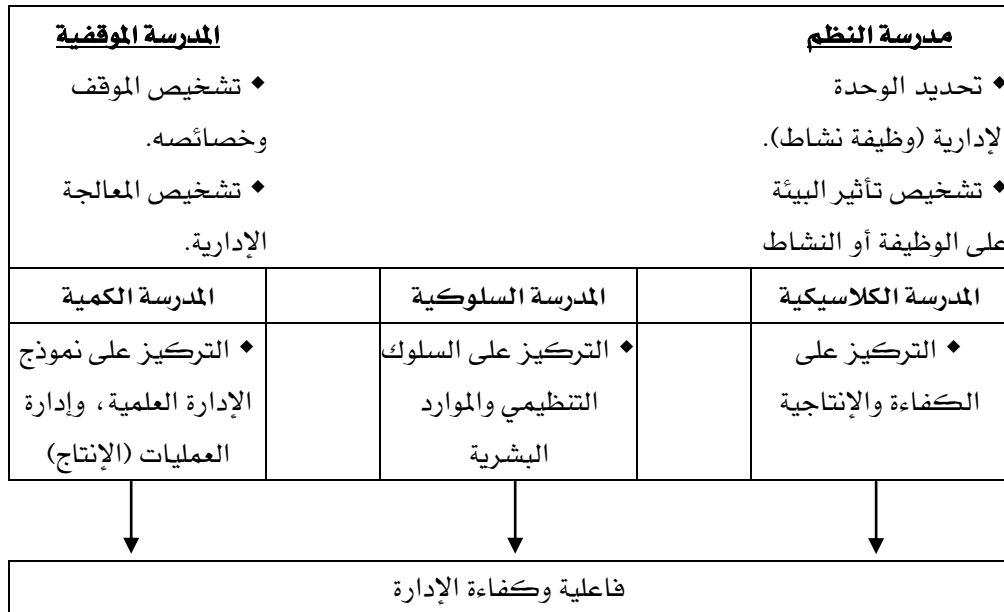 مدرسة النظم
◆ تحديد الوحدة
لإدارية (وظيفة نشاط).
◆ تشخيص تأثير البيئة
على الوظيفة أو النشاط
المدرسة الموقفية
◆ تشخيص الموقف
وخصائصه.
◆ تشخيص المعالجة
الإدارية.
المدرسة الكلاسيكية
◆ التركيز على
الكفاءة والإنتاجية
المدرسة السلوكية
◆ التركيز على السلوك
التنظيمي والموارد
البشرية
المدرسة الكمية
◆ التركيز على نموذج
الإدارة العلمية، وإدارة
العمليات (الإنتاج)
فاعلية وكفاءة الإدارة